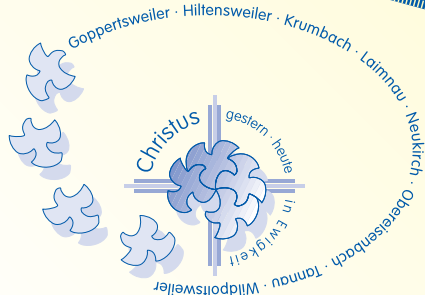 Goppertsweiler · Hiltensweiler · Krumbach · Laimnau · Neukirch · Obereisenbach · Tannau · Wildpoltsweiler
Christus
gestern · heute
in Ewigkeit